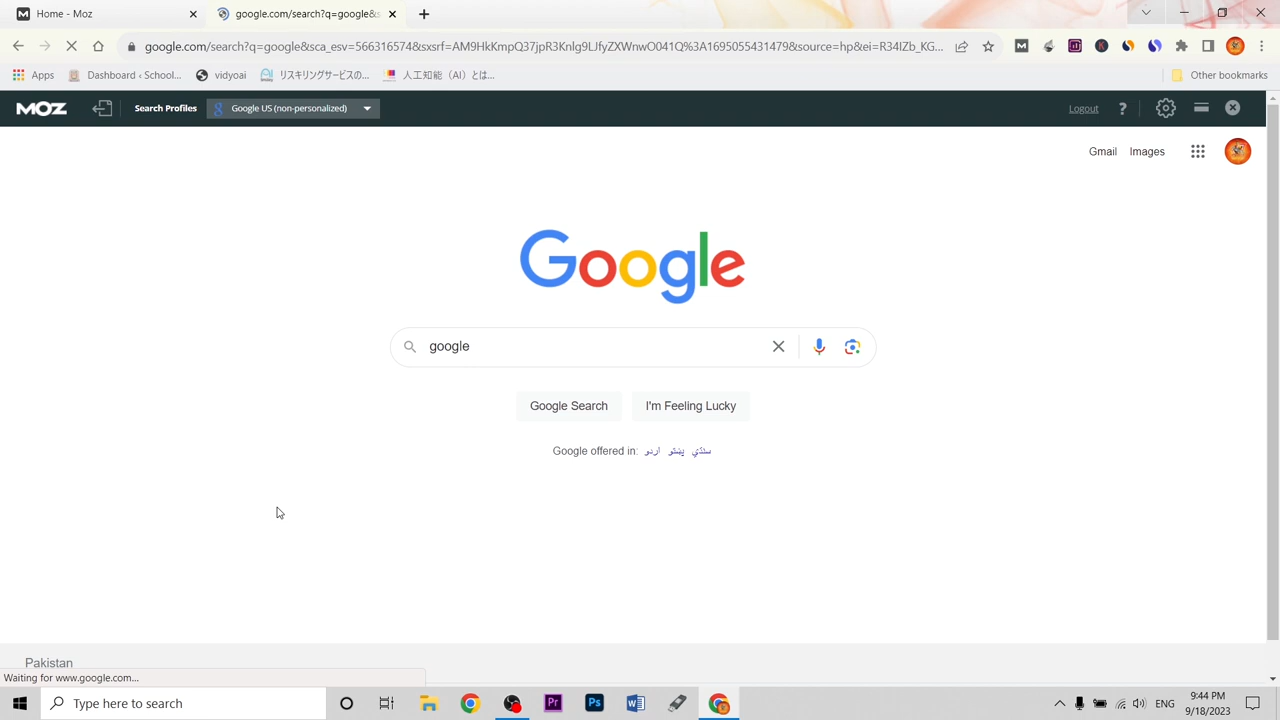 Home - Moz
google.com/search?q=google&s
google.com/search?q=google&sca_esv=566316574&sxsrf=AM9HkKmpQ37jpR3Knlg9LJfyZXWnwO041Q%3A1695055431479&source=hp&ei=R34IZb_KG...
Apps
Dashboard ‹ School...
vidyoai
リスキリングサービスの...
人工知能（AI）とは...
Other bookmarks
MOZ
Search Profiles
Google US (non-personalized)
Logout
?
Gmail
Images
Google
google
Google Search
I'm Feeling Lucky
Google offered in: اردو پښتو سنڌي
Pakistan
Waiting for www.google.com...
Type here to search
ENG
9:44 PM
9/18/2023